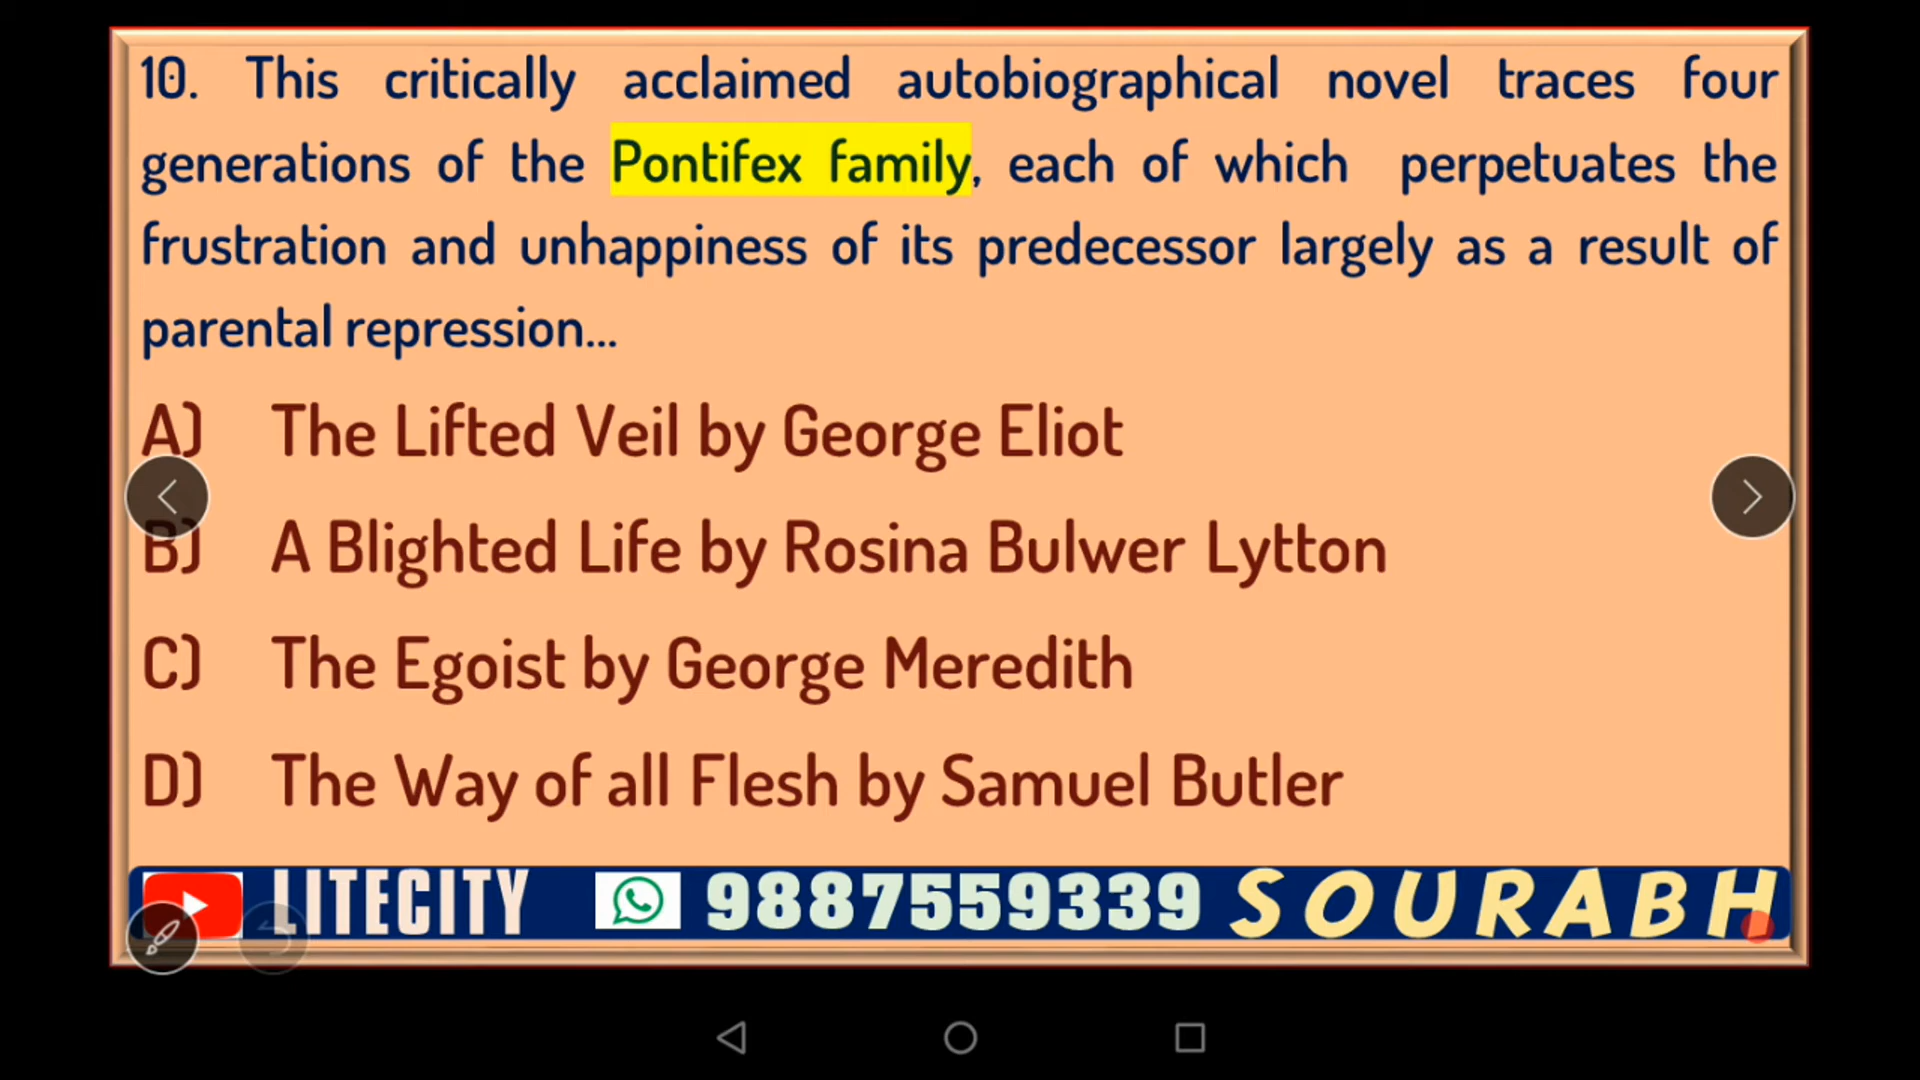 10. This critically acclaimed autobiographical novel traces four
generations of the Pontifex family, each of which perpetuates the
frustration and unhappiness of its predecessor largely as a result of
parental repression...
A) The Lifted Veil by George Eliot
B) A Blighted Life by Rosina Bulwer Lytton
C) The Egoist by George Meredith
D) The Way of all Flesh by Samuel Butler
LITECITY 9887559339 SOURABH